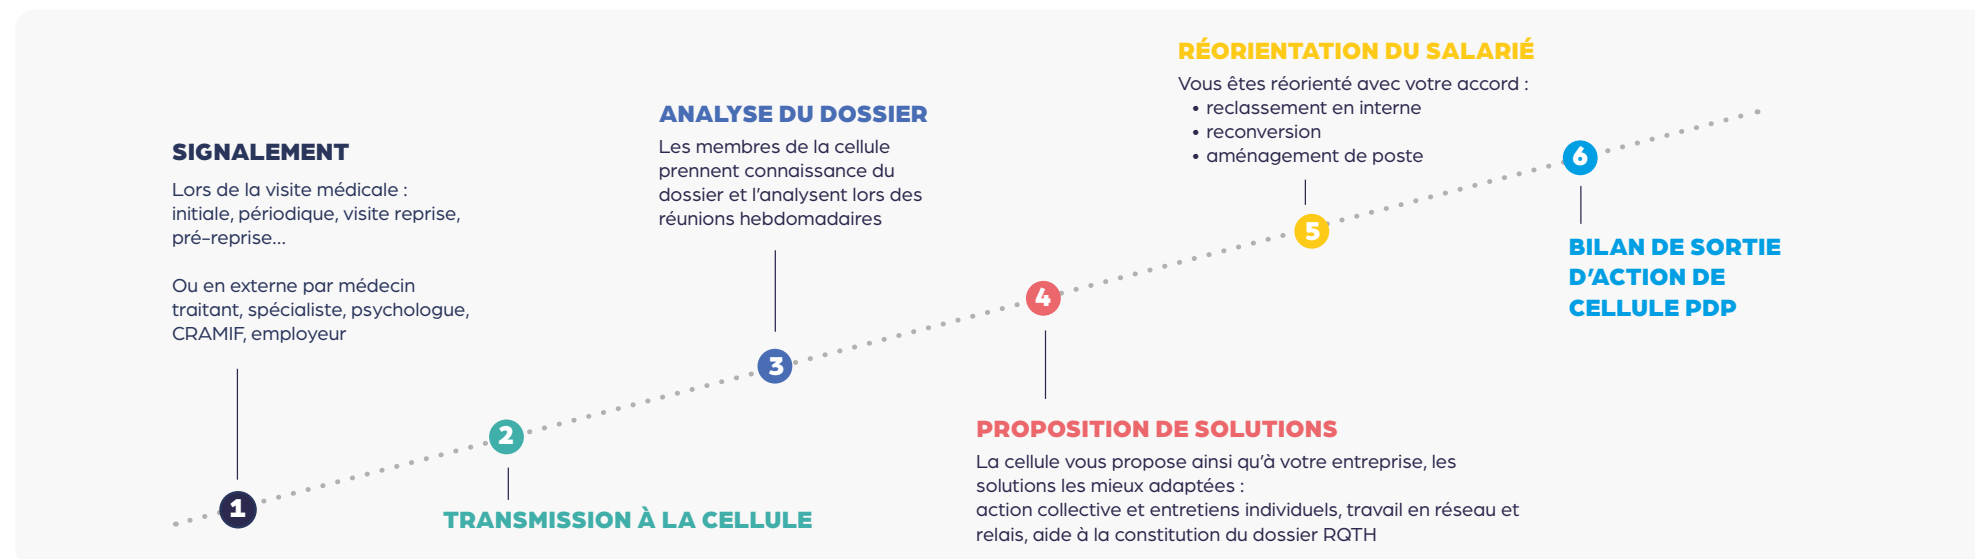 SIGNALEMENT
Lors de la visite médicale :
initiale, périodique, visite reprise,
pré-reprise...
Ou en externe par médecin
traitant, spécialiste, psychologue,
CRAMIF, employeur
1
2
TRANSMISSION À LA CELLULE
ANALYSE DU DOSSIER
Les membres de la cellule
prennent connaissance du
dossier et l'analysent lors des
réunions hebdomadaires
3
4
PROPOSITION DE SOLUTIONS
La cellule vous propose ainsi qu'à votre entreprise, les
solutions les mieux adaptées :
action collective et entretiens individuels, travail en réseau et
relais, aide à la constitution du dossier RQTH
RÉORIENTATION DU SALARIÉ
Vous êtes réorienté avec votre accord :
• reclassement en interne
• reconversion
• aménagement de poste
5
6
BILAN DE SORTIE
D'ACTION DE
CELLULE PDP